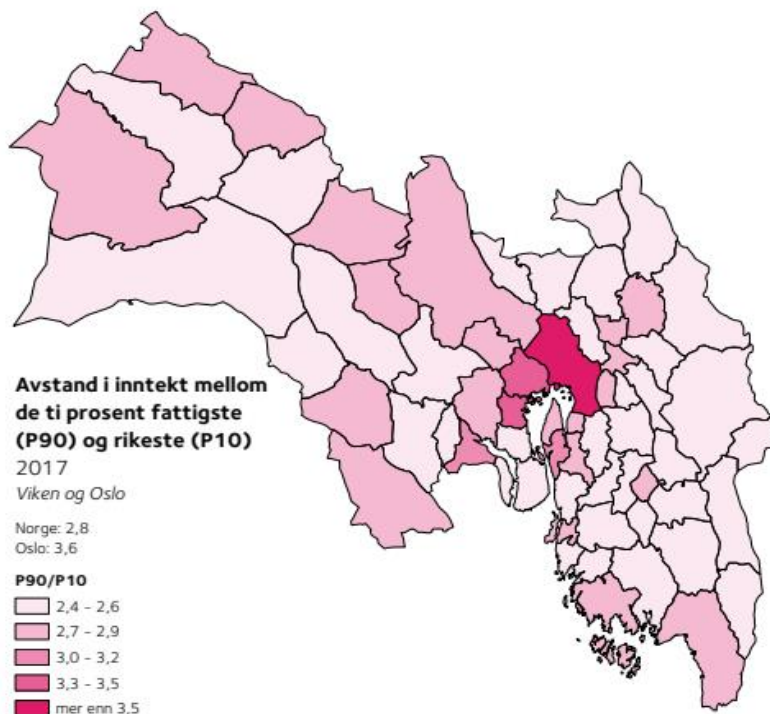 Avstand i inntekt mellom
de ti prosent fattigste
(P90) og rikeste (P10)
2017
Viken og Oslo
Norge: 2,8
Oslo: 3,6
P90/P10
2,4 – 2,6
2,7 – 2,9
3,0 – 3,2
3,3 – 3,5
mer enn 3,5